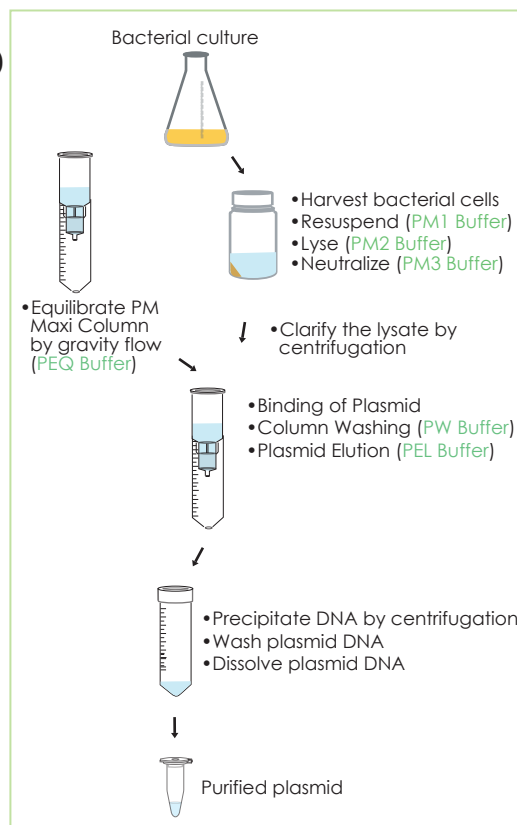 Bacterial culture
•Harvest bacterial cells
•Resuspend (PM1 Buffer)
•Lyse (PM2 Buffer)
•Neutralize (PM3 Buffer)
•Equilibrate PM
Maxi Column
by gravity flow
(PEQ Buffer)
•Clarify the lysate by
centrifugation
•Binding of Plasmid
•Column Washing (PW Buffer)
•Plasmid Elution (PEL Buffer)
•Precipitate DNA by centrifugation
•Wash plasmid DNA
•Dissolve plasmid DNA
Purified plasmid